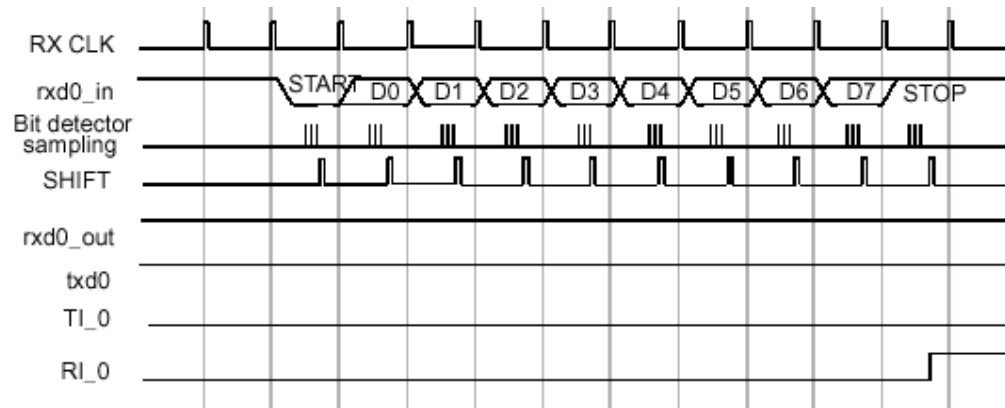 RX CLK
rxd0_in START D0 D1 D2 D3 D4 D5 D6 D7 STOP
Bit detector
sampling
SHIFT
rxd0_out
txd0
TI_0
RI_0